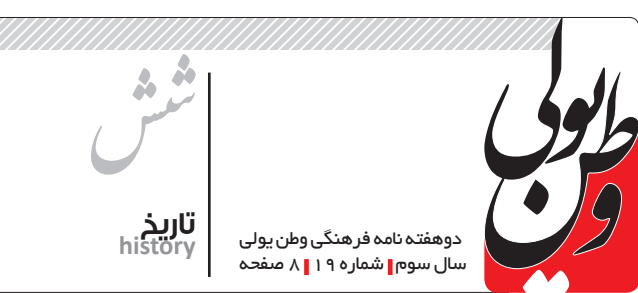 وطن یولی
دوهفته نامه فرهنگی وطن یولی
سال سوم | شماره ۱۹ | ۸ صفحه
شش
تاریخ
history